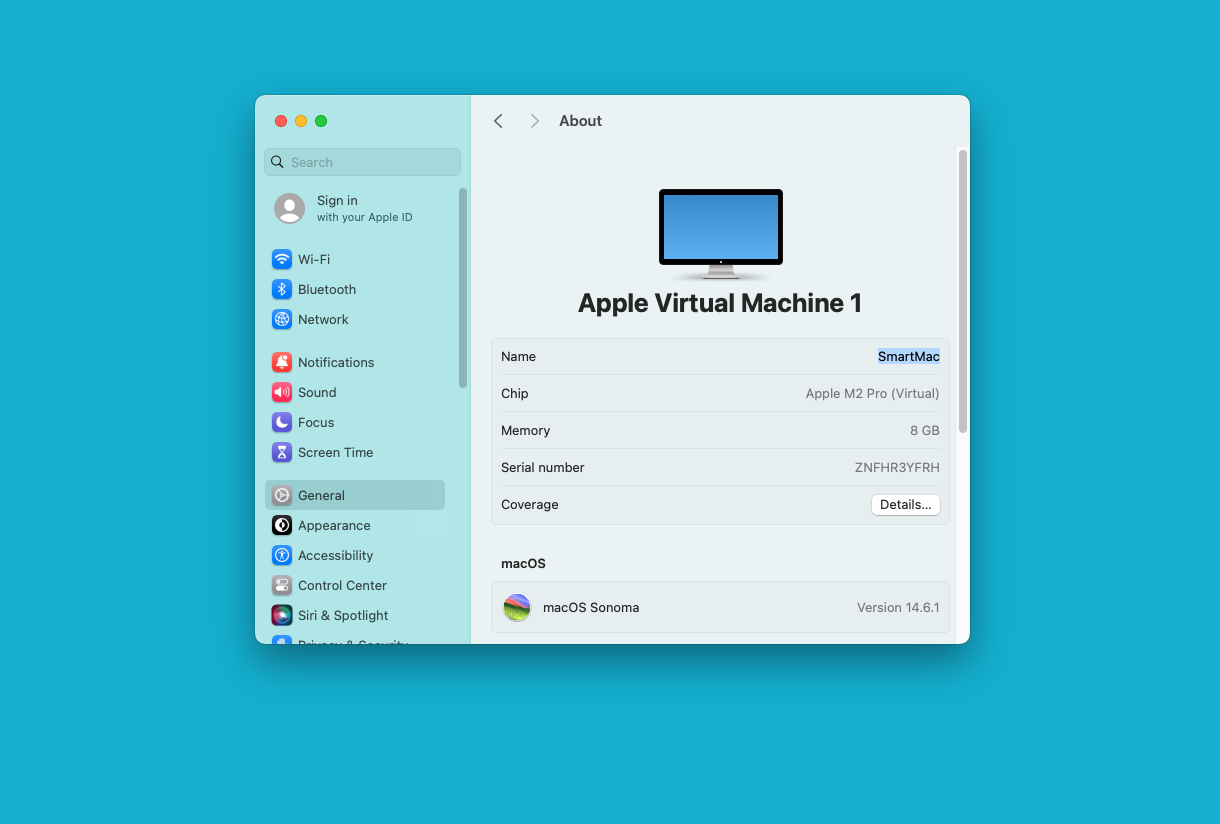 About
Search
Sign in
with your Apple ID
Wi-Fi
Bluetooth
Network
Notifications
Sound
Focus
Screen Time
General
Appearance
Accessibility
Control Center
Siri & Spotlight
Privacy & Security
Apple Virtual Machine 1
Name SmartMac
Chip Apple M2 Pro (Virtual)
Memory 8 GB
Serial number ZNFHR3YFRH
Coverage Details...
macOS
macOS Sonoma Version 14.6.1